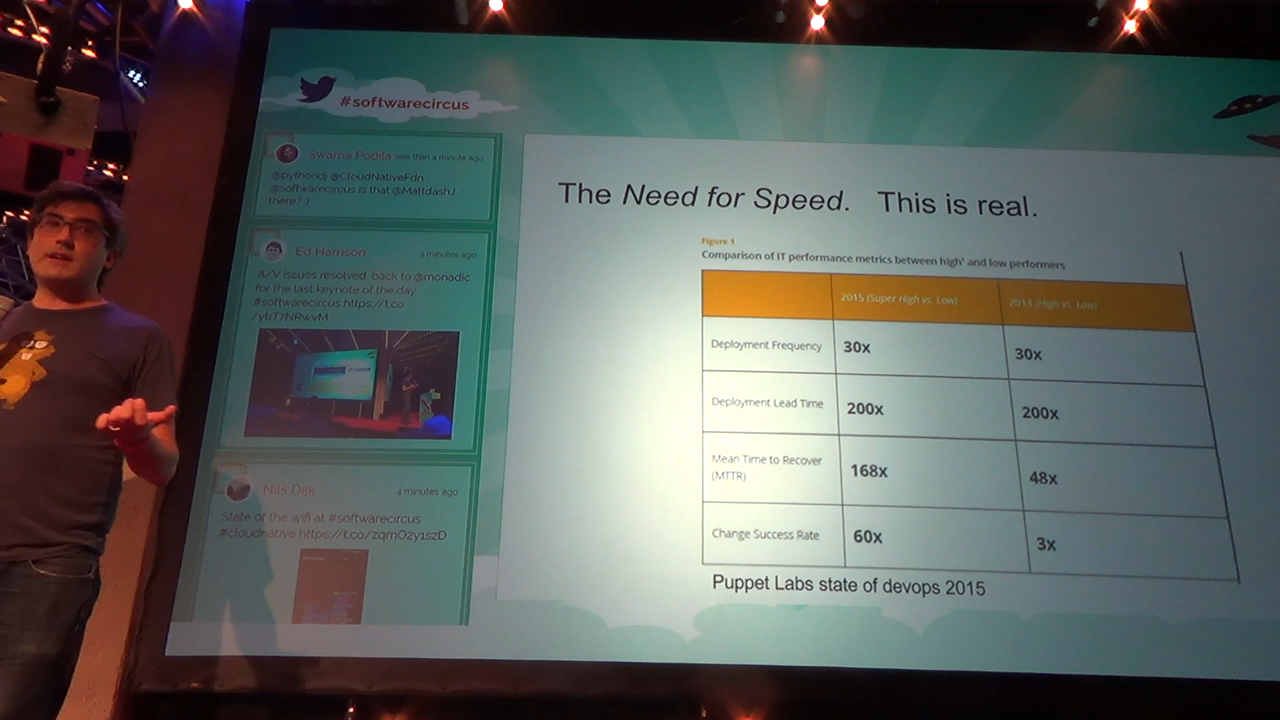 #softwarecircus
Swarna Podila less than a minute ago
@pythondj @CloudNativeFdn
@softwarecircus is that @MattdashJ
there? :)
Ed Harrison 3 minutes ago
A/V issues resolved, back to @monadic
for the last keynote of the day
#softwarecircus https://t.co
Nils Dijk 4 minutes ago
State of the wifi at #softwarecircus
#cloudnative https://t.co/zqmO2y1szD
The Need for Speed. This is real.
Figure 1
Comparison of IT performance metrics between high¹ and low performers
2015 (Super High vs. Low) 2014 (High vs. Low)
Deployment Frequency 30x 30x
Deployment Lead Time 200x 200x
Mean Time to Recover
(MTTR) 168x 48x
Change Success Rate 60x 3x
Puppet Labs state of devops 2015